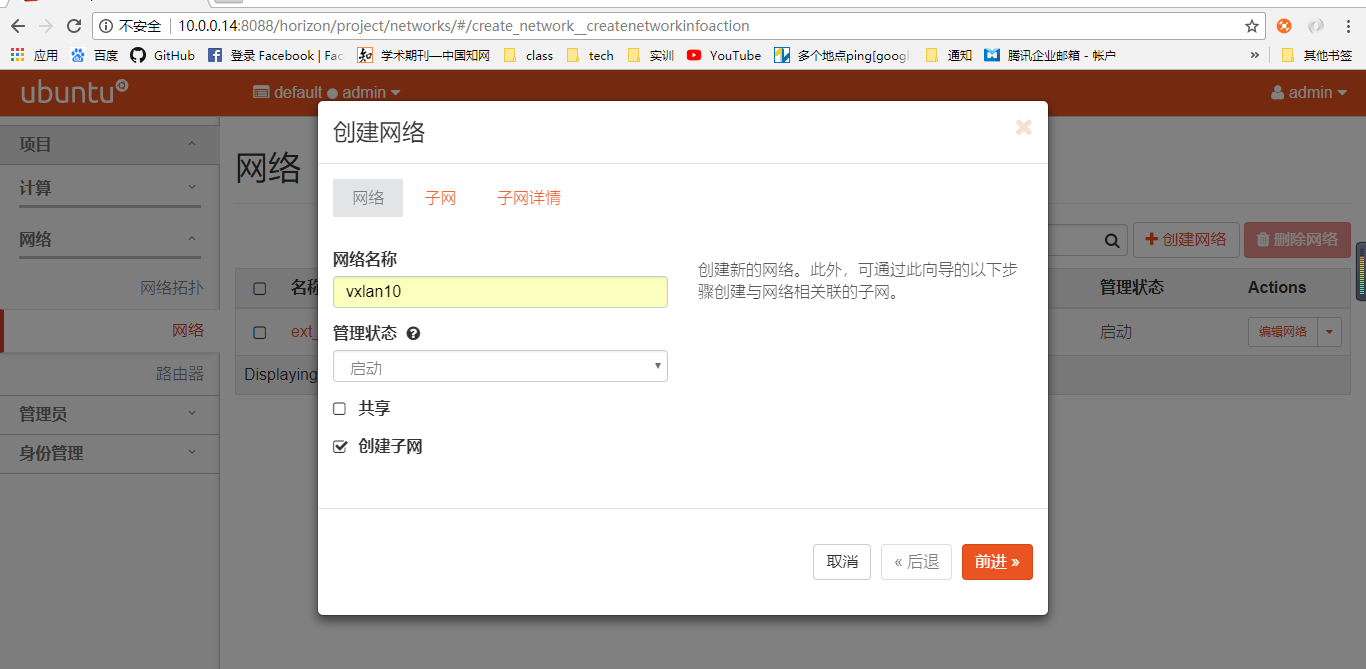 不安全 10.0.0.14:8088/horizon/project/networks/#/create_network__createnetworkinfoaction
应用 百度 GitHub 登录 Facebook | Fac 学术期刊—中国知网 class tech 实训 YouTube 多个地点ping[googl 通知 腾讯企业邮箱 - 帐户 » 其他书签
ubuntu default admin admin
项目
计算
网络
网络拓扑
网络
路由器
管理员
身份管理
网络
创建网络 删除网络
名称 管理状态 Actions
ext_ 启动 编辑网络
Displaying
创建网络
网络 子网 子网详情
网络名称
vxlan10
创建新的网络。此外，可通过此向导的以下步
骤创建与网络相关联的子网。
管理状态
启动
共享
创建子网
取消 « 后退 前进 »